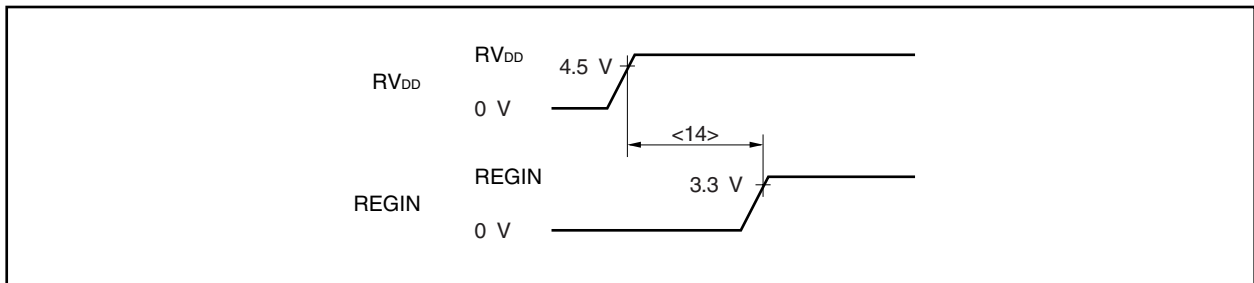 RVDD
4.5 V
RVDD
0 V
<14>
REGIN
3.3 V
REGIN
0 V